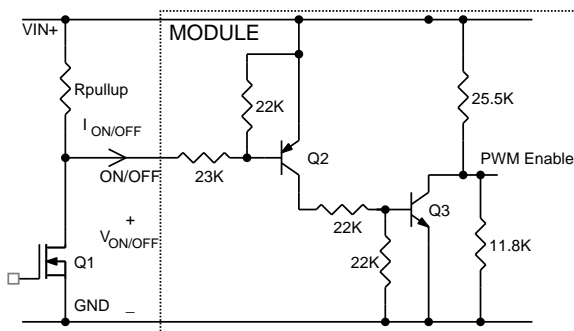 VIN+
MODULE
Rpullup
22K
25.5K
I ON/OFF
Q2
PWM Enable
ON/OFF
23K
+
Q3
V ON/OFF
22K
11.8K
Q1
22K
GND
_